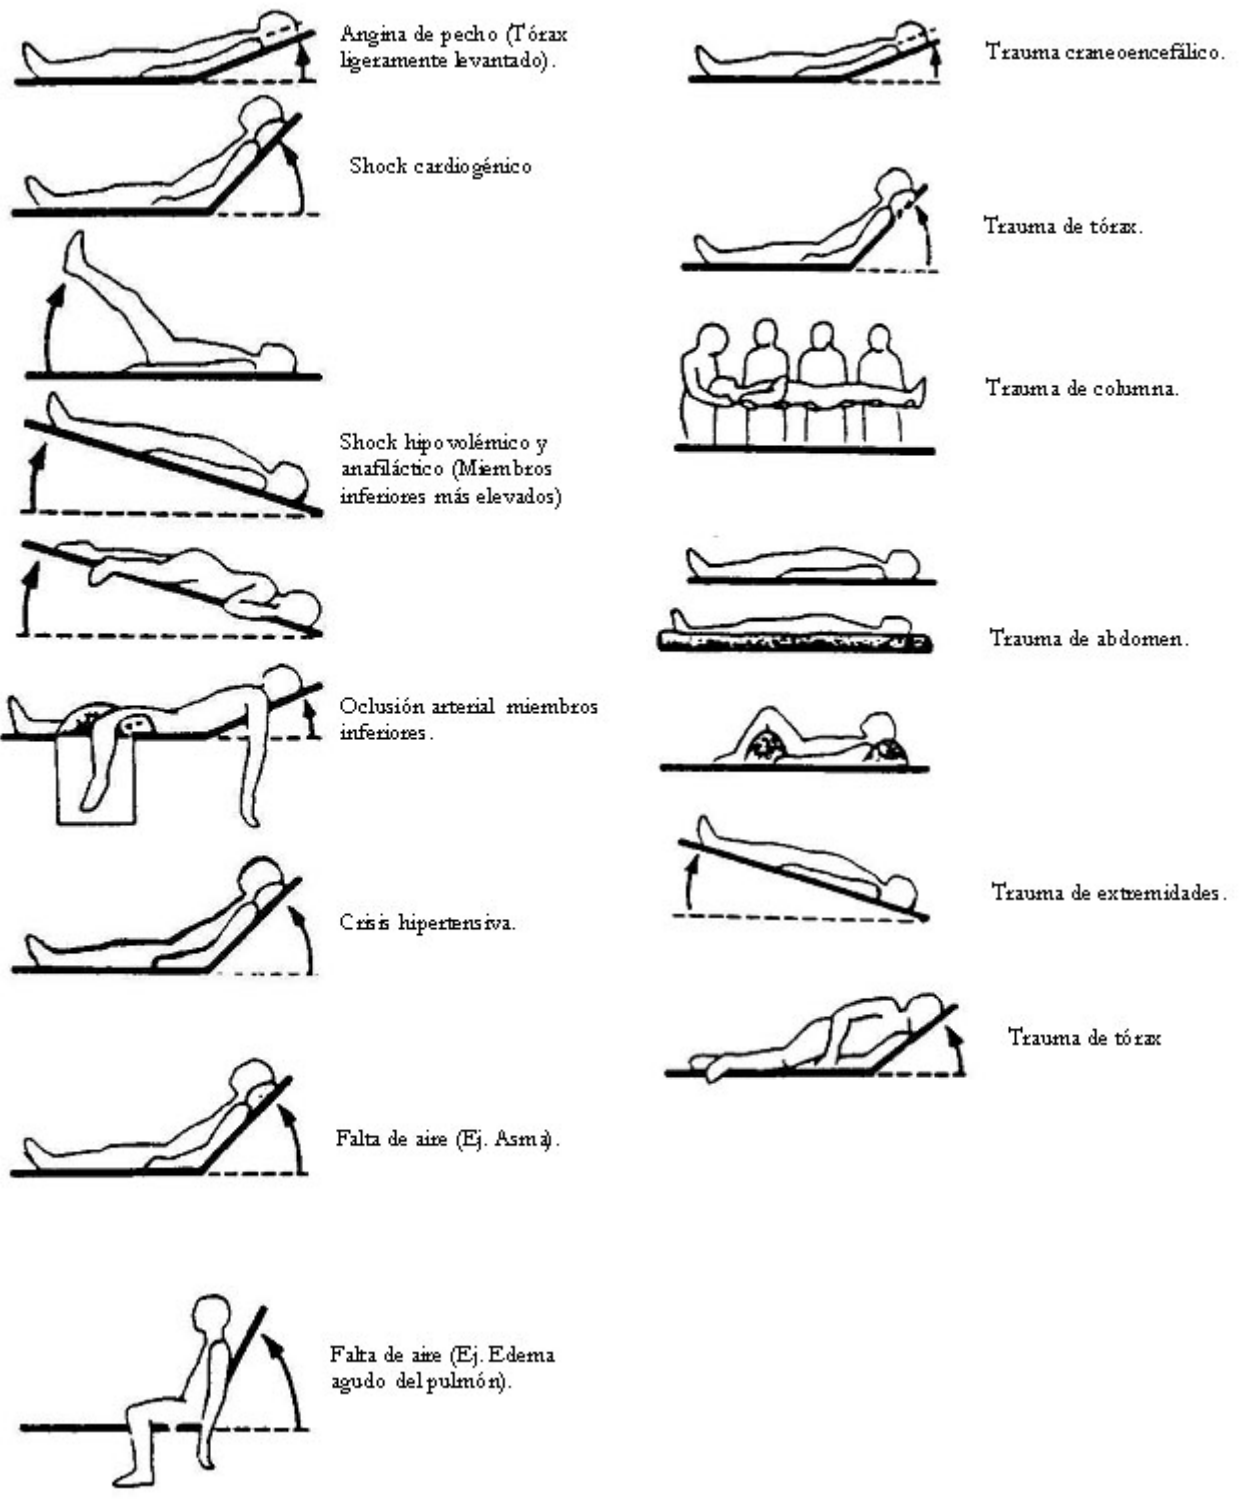 Angina de pecho (Tórax
ligeramente levantado).
Shock cardiogénico
Shock hipovolémico y
anafiláctico (Miembros
inferiores más elevados)
Oclusión arterial miembros
inferiores.
Crisis hipertensiva.
Falta de aire (Ej. Asma).
Falta de aire (Ej. Edema
agudo del pulmón).
Trauma craneoencefálico.
Trauma de tórax.
Trauma de columna.
Trauma de abdomen.
Trauma de extremidades.
Trauma de tórax